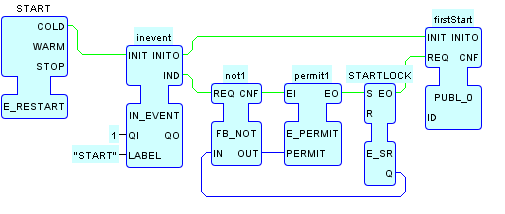 START
COLD
WARM
STOP
E_RESTART
inevent
INIT INITO
IND
IN_EVENT
QI QO
LABEL
1
"START"
not1
REQ CNF
FB_NOT
IN OUT
permit1
EI EO
E_PERMIT
PERMIT
STARTLOCK
S EO
R
E_SR
Q
firstStart
INIT INITO
REQ CNF
PUBL_0
ID